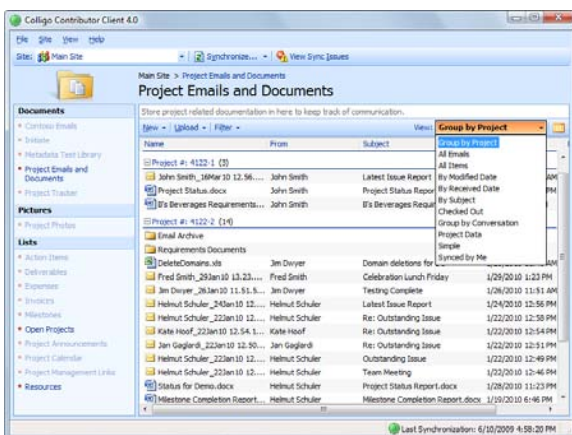 Colligo Contributor Client 4.0
File Site View Help
Site: Main Site Synchronize... View Sync Issues
Main Site > Project Emails and Documents
Project Emails and Documents
Store project related documentation in here to keep track of communication.
New Upload Filter View: Group by Project
Documents
Contoso Emails
Metadata Test Library
Project Emails and
Documents
Project Tracker
Pictures
Project Photos
Lists
Action Items
Deliverables
Expenses
Invoices
Milestones
Open Projects
Project Announcements
Project Calendar
Project Management Links
Resources
Name From Subject
Project #: 4122-1 (3)
John Smith_16Mar10 12.56.... John Smith Latest Issue Report
Project Status.docx John Smith Project Status Repor
B's Beverages Requirements... John Smith B's Beverages Requir
Project #: 4122-2 (14)
Email Archive
Requirements Documents
DeleteDomains.xls Jim Dwyer Domain deletions for
Fred Smith_29Jan10 13.23.... Fred Smith Celebration Lunch Friday 1/29/2010 1:23 PM
Jim Dwyer_26Jan10 11.51.5... Jim Dwyer Testing Complete 1/26/2010 11:51 AM
Helmut Schuler_24Jan10 12.... Helmut Schuler Latest Issue Report 1/24/2010 12:56 PM
Helmut Schuler_22Jan10 12.... Helmut Schuler Re: Outstanding Issue 1/22/2010 12:58 PM
Kate Hoof_22Jan10 12.54.1... Kate Hoof Re: Outstanding Issue 1/22/2010 12:54 PM
Jan Gaglardi_22Jan10 12.50... Jan Gaglardi Re: Outstanding Issue 1/22/2010 12:51 PM
Helmut Schuler_22Jan10 12.... Helmut Schuler Outstanding Issue 1/22/2010 12:49 PM
Helmut Schuler_22Jan10 12.... Helmut Schuler Team Meeting 1/22/2010 12:46 PM
Status for Demo.docx Helmut Schuler Project Status Report.docx 1/28/2010 11:23 PM
Milestone Completion Report... Helmut Schuler Milestone Completion Report.docx 1/19/2010 6:46 PM
Group by Project
All Emails
All Items
By Modified Date
By Received Date
By Subject
Checked Out
Group by Conversation
Project Data
Simple
Synced by Me
Last Synchronization: 6/10/2009 4:58:20 PM